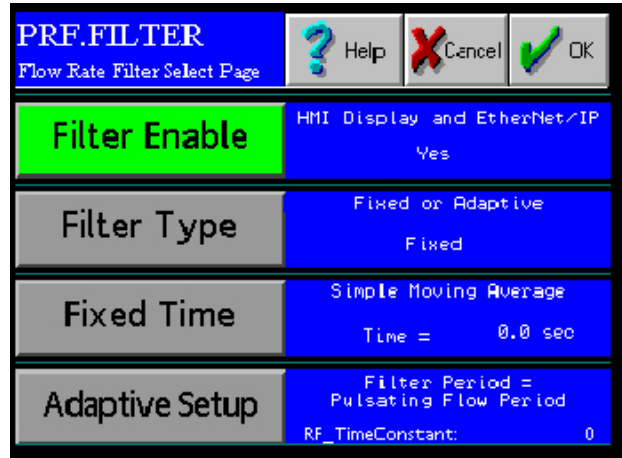 PRF.FILTER
Flow Rate Filter Select Page
Help
Cancel
OK
Filter Enable
HMI Display and EtherNet/IP
Yes
Filter Type
Fixed or Adaptive
Fixed
Fixed Time
Simple Moving Average
Time = 0.0 sec
Adaptive Setup
Filter Period =
Pulsating Flow Period
RF_TimeConstant: 0